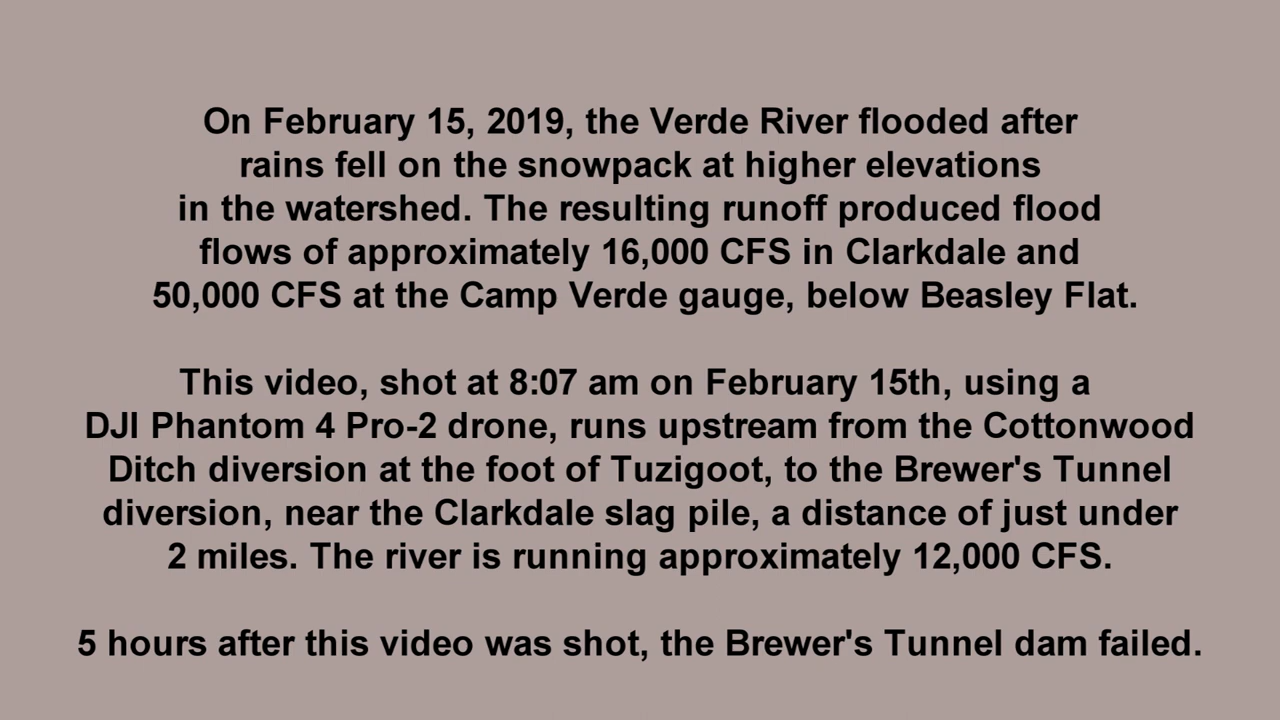 On February 15, 2019, the Verde River flooded after
rains fell on the snowpack at higher elevations
in the watershed. The resulting runoff produced flood
flows of approximately 16,000 CFS in Clarkdale and
50,000 CFS at the Camp Verde gauge, below Beasley Flat.
This video, shot at 8:07 am on February 15th, using a
DJI Phantom 4 Pro-2 drone, runs upstream from the Cottonwood
Ditch diversion at the foot of Tuzigoot, to the Brewer's Tunnel
diversion, near the Clarkdale slag pile, a distance of just under
2 miles. The river is running approximately 12,000 CFS.
5 hours after this video was shot, the Brewer's Tunnel dam failed.